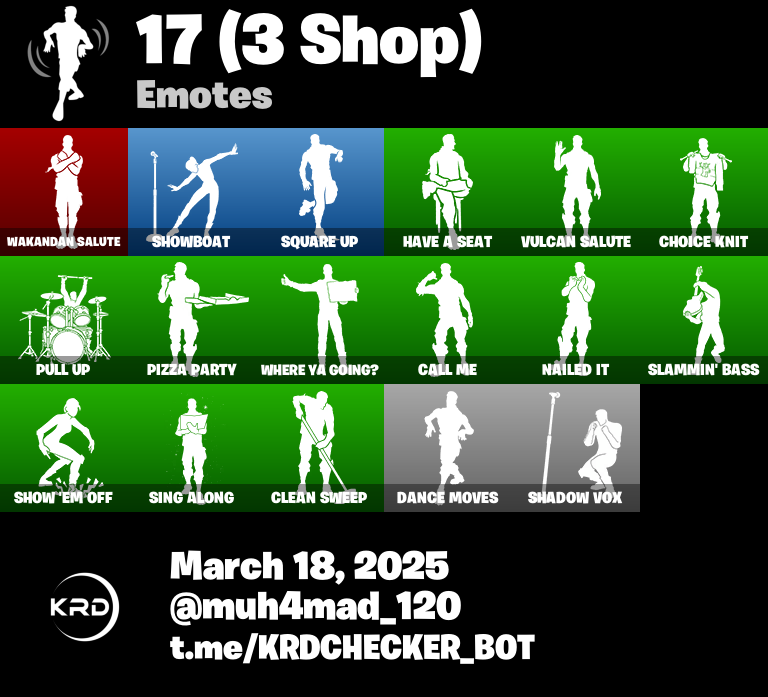 17 (3 Shop)
Emotes
WAKANDAN SALUTE
SHOWBOAT
SQUARE UP
HAVE A SEAT
VULCAN SALUTE
CHOICE KNIT
PULL UP
PIZZA PARTY
WHERE YA GOING?
CALL ME
NAILED IT
SLAMMIN' BASS
SHOW 'EM OFF
SING ALONG
CLEAN SWEEP
DANCE MOVES
SHADOW VOX
KRD
March 18, 2025
@muh4mad_120
t.me/KRDCHECKER_BOT